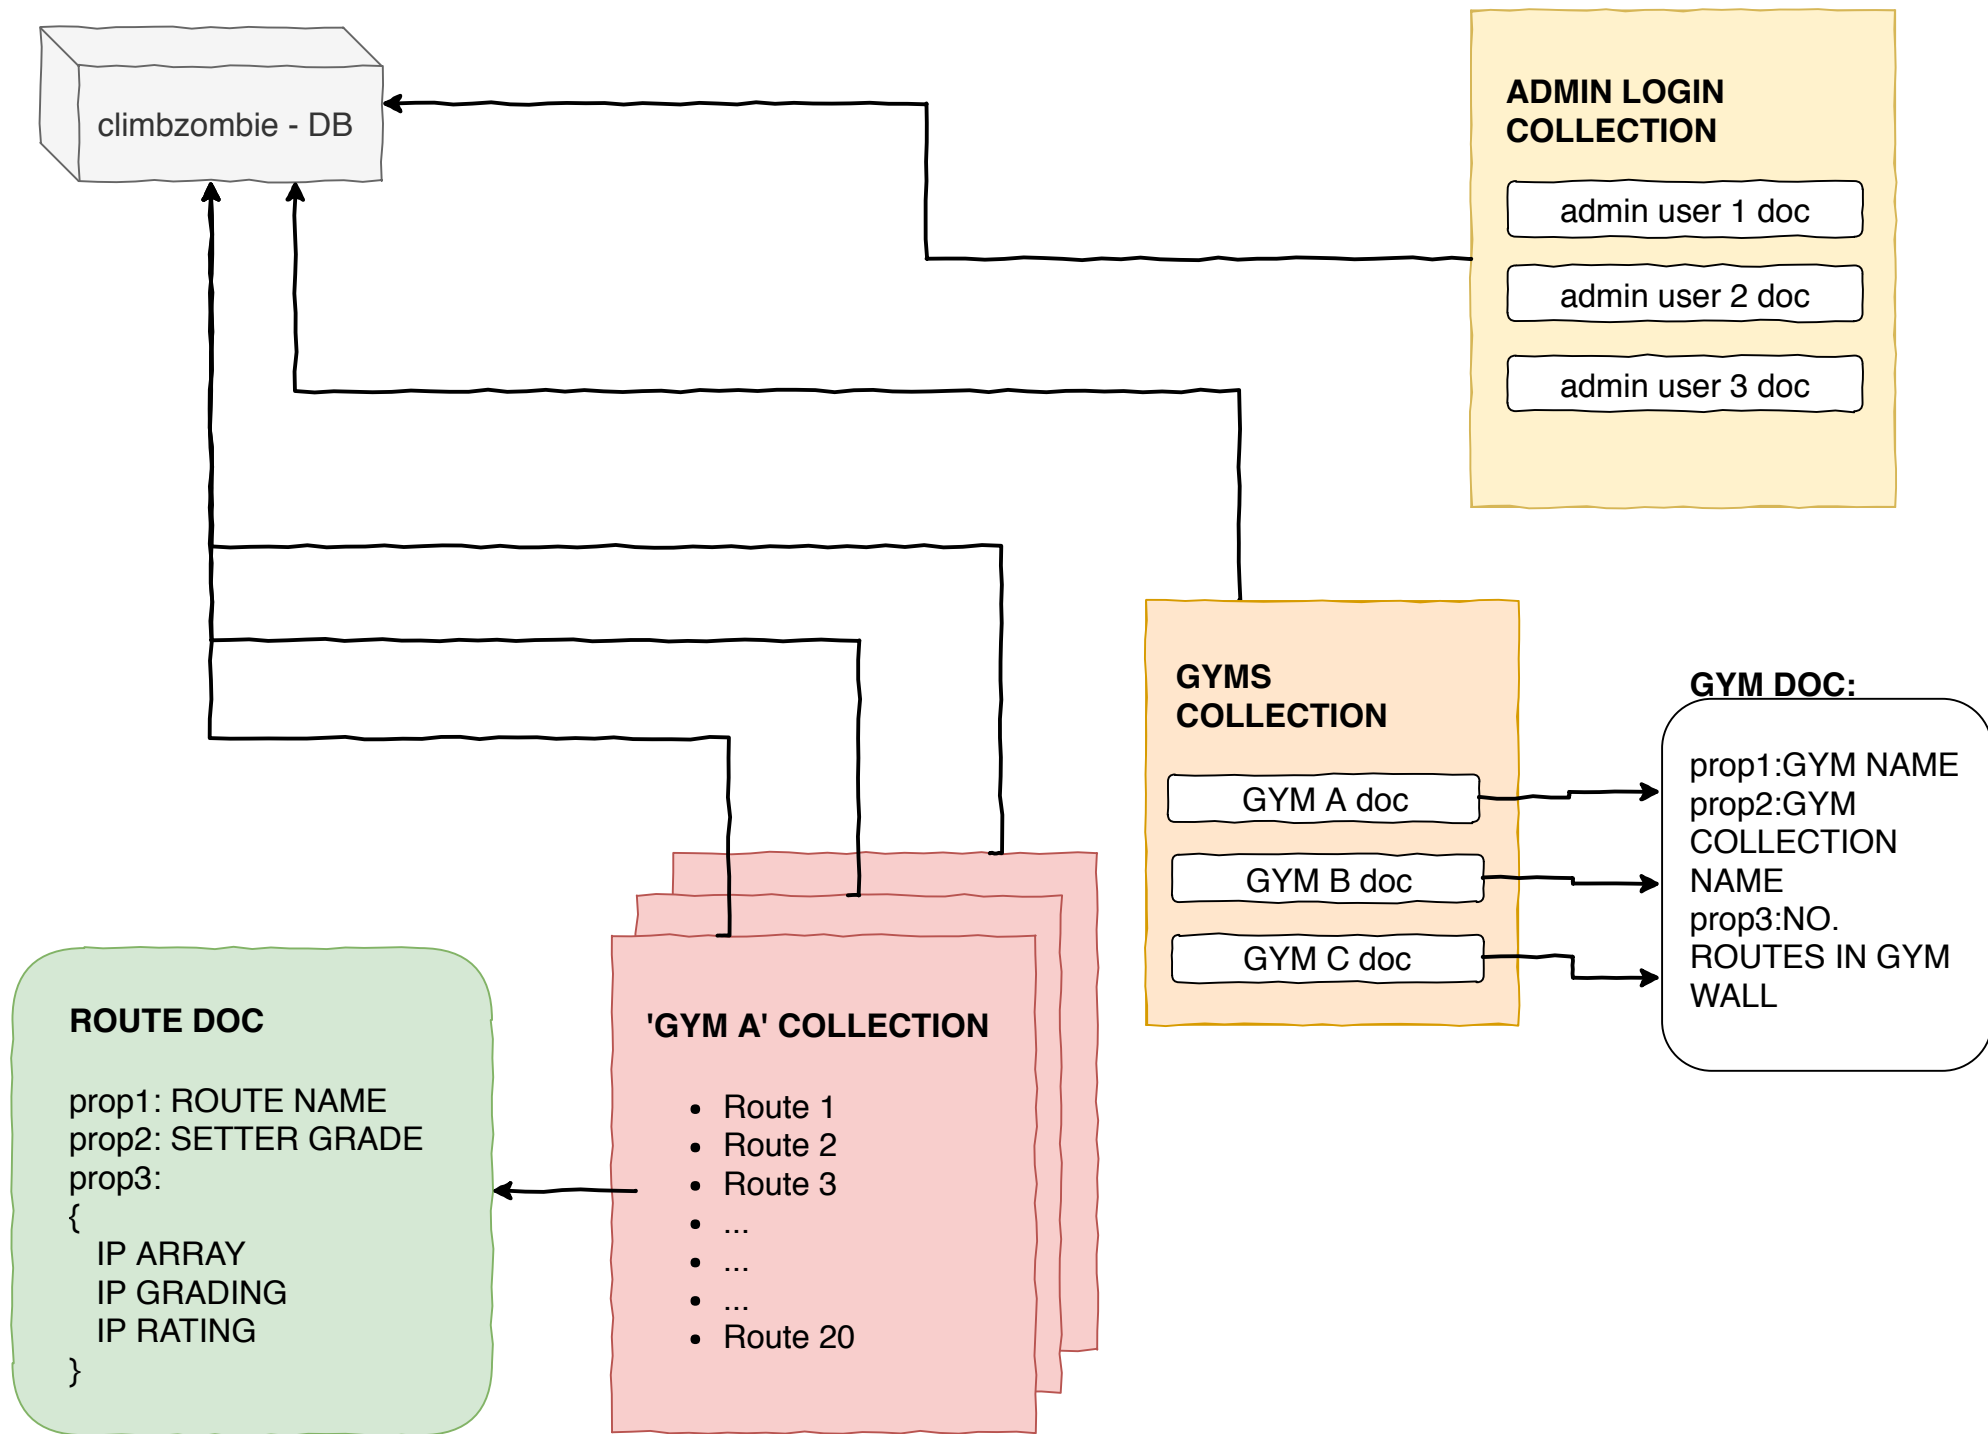 climbzombie - DB
ADMIN LOGIN
COLLECTION
admin user 1 doc
admin user 2 doc
admin user 3 doc
GYMS
COLLECTION
GYM A doc
GYM B doc
GYM C doc
GYM DOC:
prop1:GYM NAME
prop2:GYM
COLLECTION
NAME
prop3:NO.
ROUTES IN GYM
WALL
'GYM A' COLLECTION
• Route 1
• Route 2
• Route 3
• ...
• ...
• ...
• Route 20
ROUTE DOC
prop1: ROUTE NAME
prop2: SETTER GRADE
prop3:
{
IP ARRAY
IP GRADING
IP RATING
}